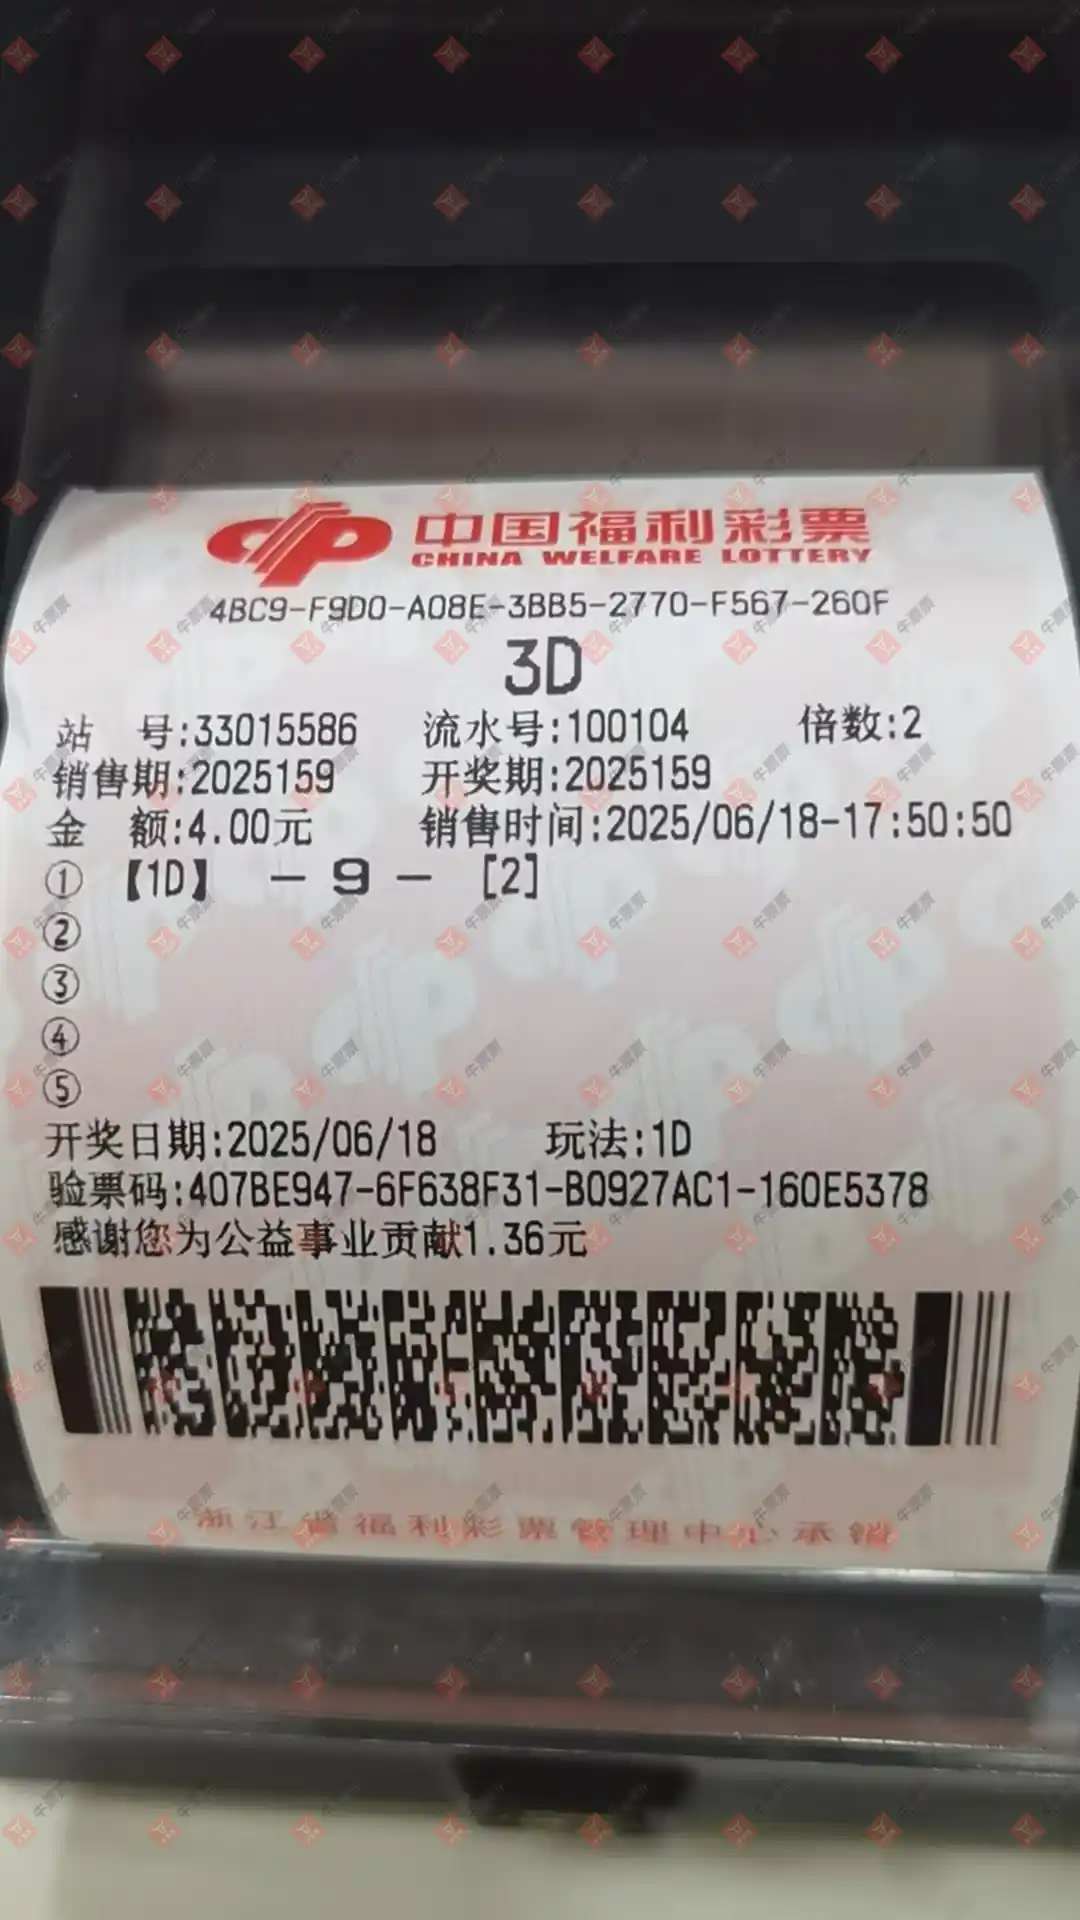 中国福利彩票
CHINA WELFARE LOTTERY
4BC9-F9D0-A08E-3BB5-2770-F567-260F
3D
站 号:33015586 流水号:100104 倍数:2
销售期:2025159 开奖期:2025159
金 额:4.00元 销售时间:2025/06/18-17:50:50
① 【1D】 - 9 - [2]
②
③
④
⑤
开奖日期:2025/06/18 玩法:1D
验票码:407BE947-6F638F31-B0927AC1-160E5378
感谢您为公益事业贡献1.36元
浙江省福利彩票管理中心承销
牛票票